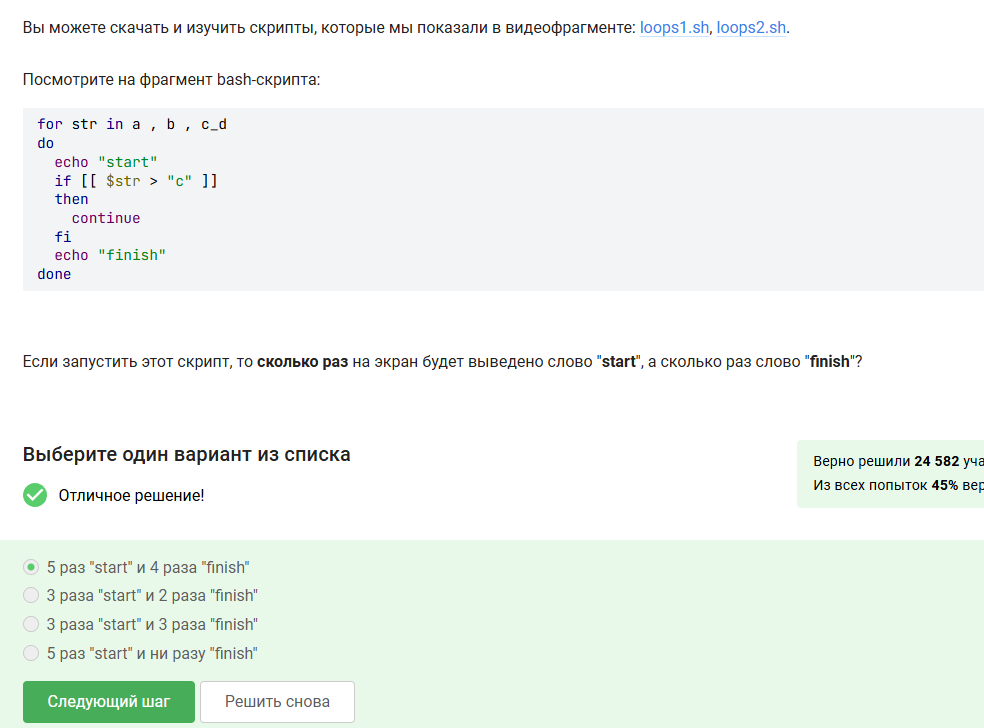 Вы можете скачать и изучить скрипты, которые мы показали в видеофрагменте: loops1.sh, loops2.sh.
Посмотрите на фрагмент bash-скрипта:
for str in a , b , c_d
do
  echo "start"
  if [[ $str > "c" ]]
  then
    continue
  fi
  echo "finish"
done
Если запустить этот скрипт, то сколько раз на экран будет выведено слово "start", а сколько раз слово "finish"?
Выберите один вариант из списка
Отличное решение!
Верно решили 24 582
Из всех попыток 45%
5 раз "start" и 4 раза "finish"
3 раза "start" и 2 раза "finish"
3 раза "start" и 3 раза "finish"
5 раз "start" и ни разу "finish"
Следующий шаг
Решить снова